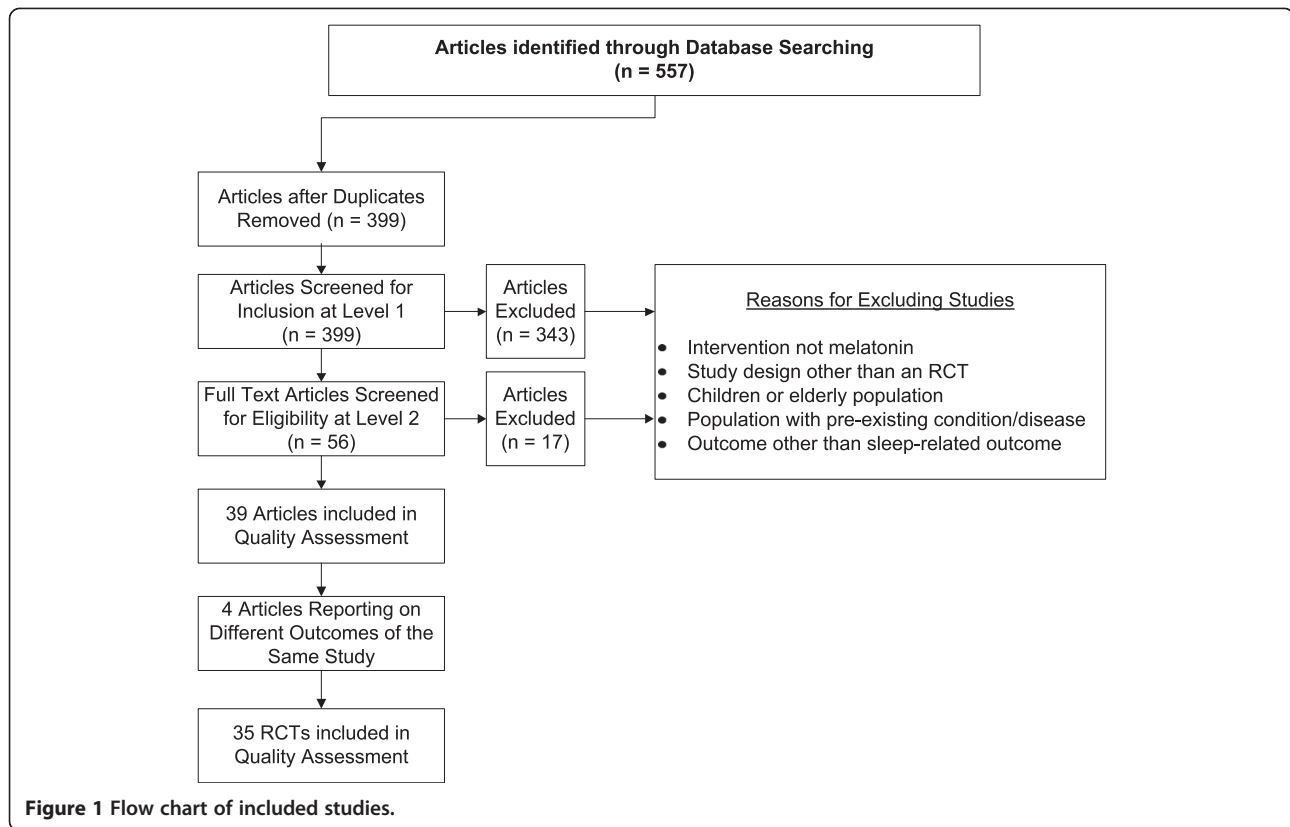 Articles identified through Database Searching
(n = 557)
Articles after Duplicates
Removed (n = 399)
Articles Screened for
Inclusion at Level 1
(n = 399)
Articles
Excluded
(n = 343)
Reasons for Excluding Studies
● Intervention not melatonin
● Study design other than an RCT
● Children or elderly population
● Population with pre-existing condition/disease
● Outcome other than sleep-related outcome
Full Text Articles Screened
for Eligibility at Level 2
(n = 56)
Articles
Excluded
(n = 17)
39 Articles included in
Quality Assessment
4 Articles Reporting on
Different Outcomes of the
Same Study
35 RCTs included in
Quality Assessment
Figure 1 Flow chart of included studies.